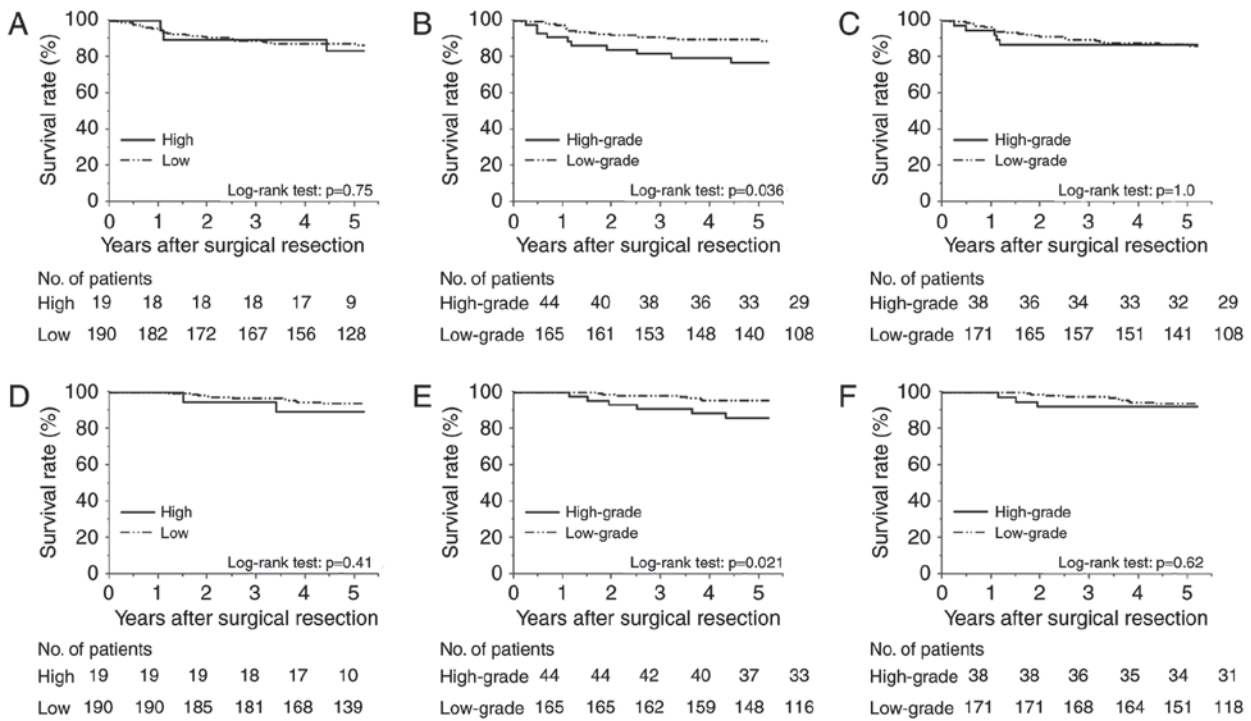 A
Survival rate (%)
100
80
60
40
20
0
High
Low
Log-rank test: p=0.75
0 1 2 3 4 5
Years after surgical resection
No. of patients
High 19 18 18 18 17 9
Low 190 182 172 167 156 128
B
Survival rate (%)
100
80
60
40
20
0
High-grade
Low-grade
Log-rank test: p=0.036
0 1 2 3 4 5
Years after surgical resection
No. of patients
High-grade 44 40 38 36 33 29
Low-grade 165 161 153 148 140 108
C
Survival rate (%)
100
80
60
40
20
0
High-grade
Low-grade
Log-rank test: p=1.0
0 1 2 3 4 5
Years after surgical resection
No. of patients
High-grade 38 36 34 33 32 29
Low-grade 171 165 157 151 141 108
D
Survival rate (%)
100
80
60
40
20
0
High
Low
Log-rank test: p=0.41
0 1 2 3 4 5
Years after surgical resection
No. of patients
High 19 19 19 18 17 10
Low 190 190 185 181 168 139
E
Survival rate (%)
100
80
60
40
20
0
High-grade
Low-grade
Log-rank test: p=0.021
0 1 2 3 4 5
Years after surgical resection
No. of patients
High-grade 44 44 42 40 37 33
Low-grade 165 165 162 159 148 116
F
Survival rate (%)
100
80
60
40
20
0
High-grade
Low-grade
Log-rank test: p=0.62
0 1 2 3 4 5
Years after surgical resection
No. of patients
High-grade 38 38 36 35 34 31
Low-grade 171 171 168 164 151 118